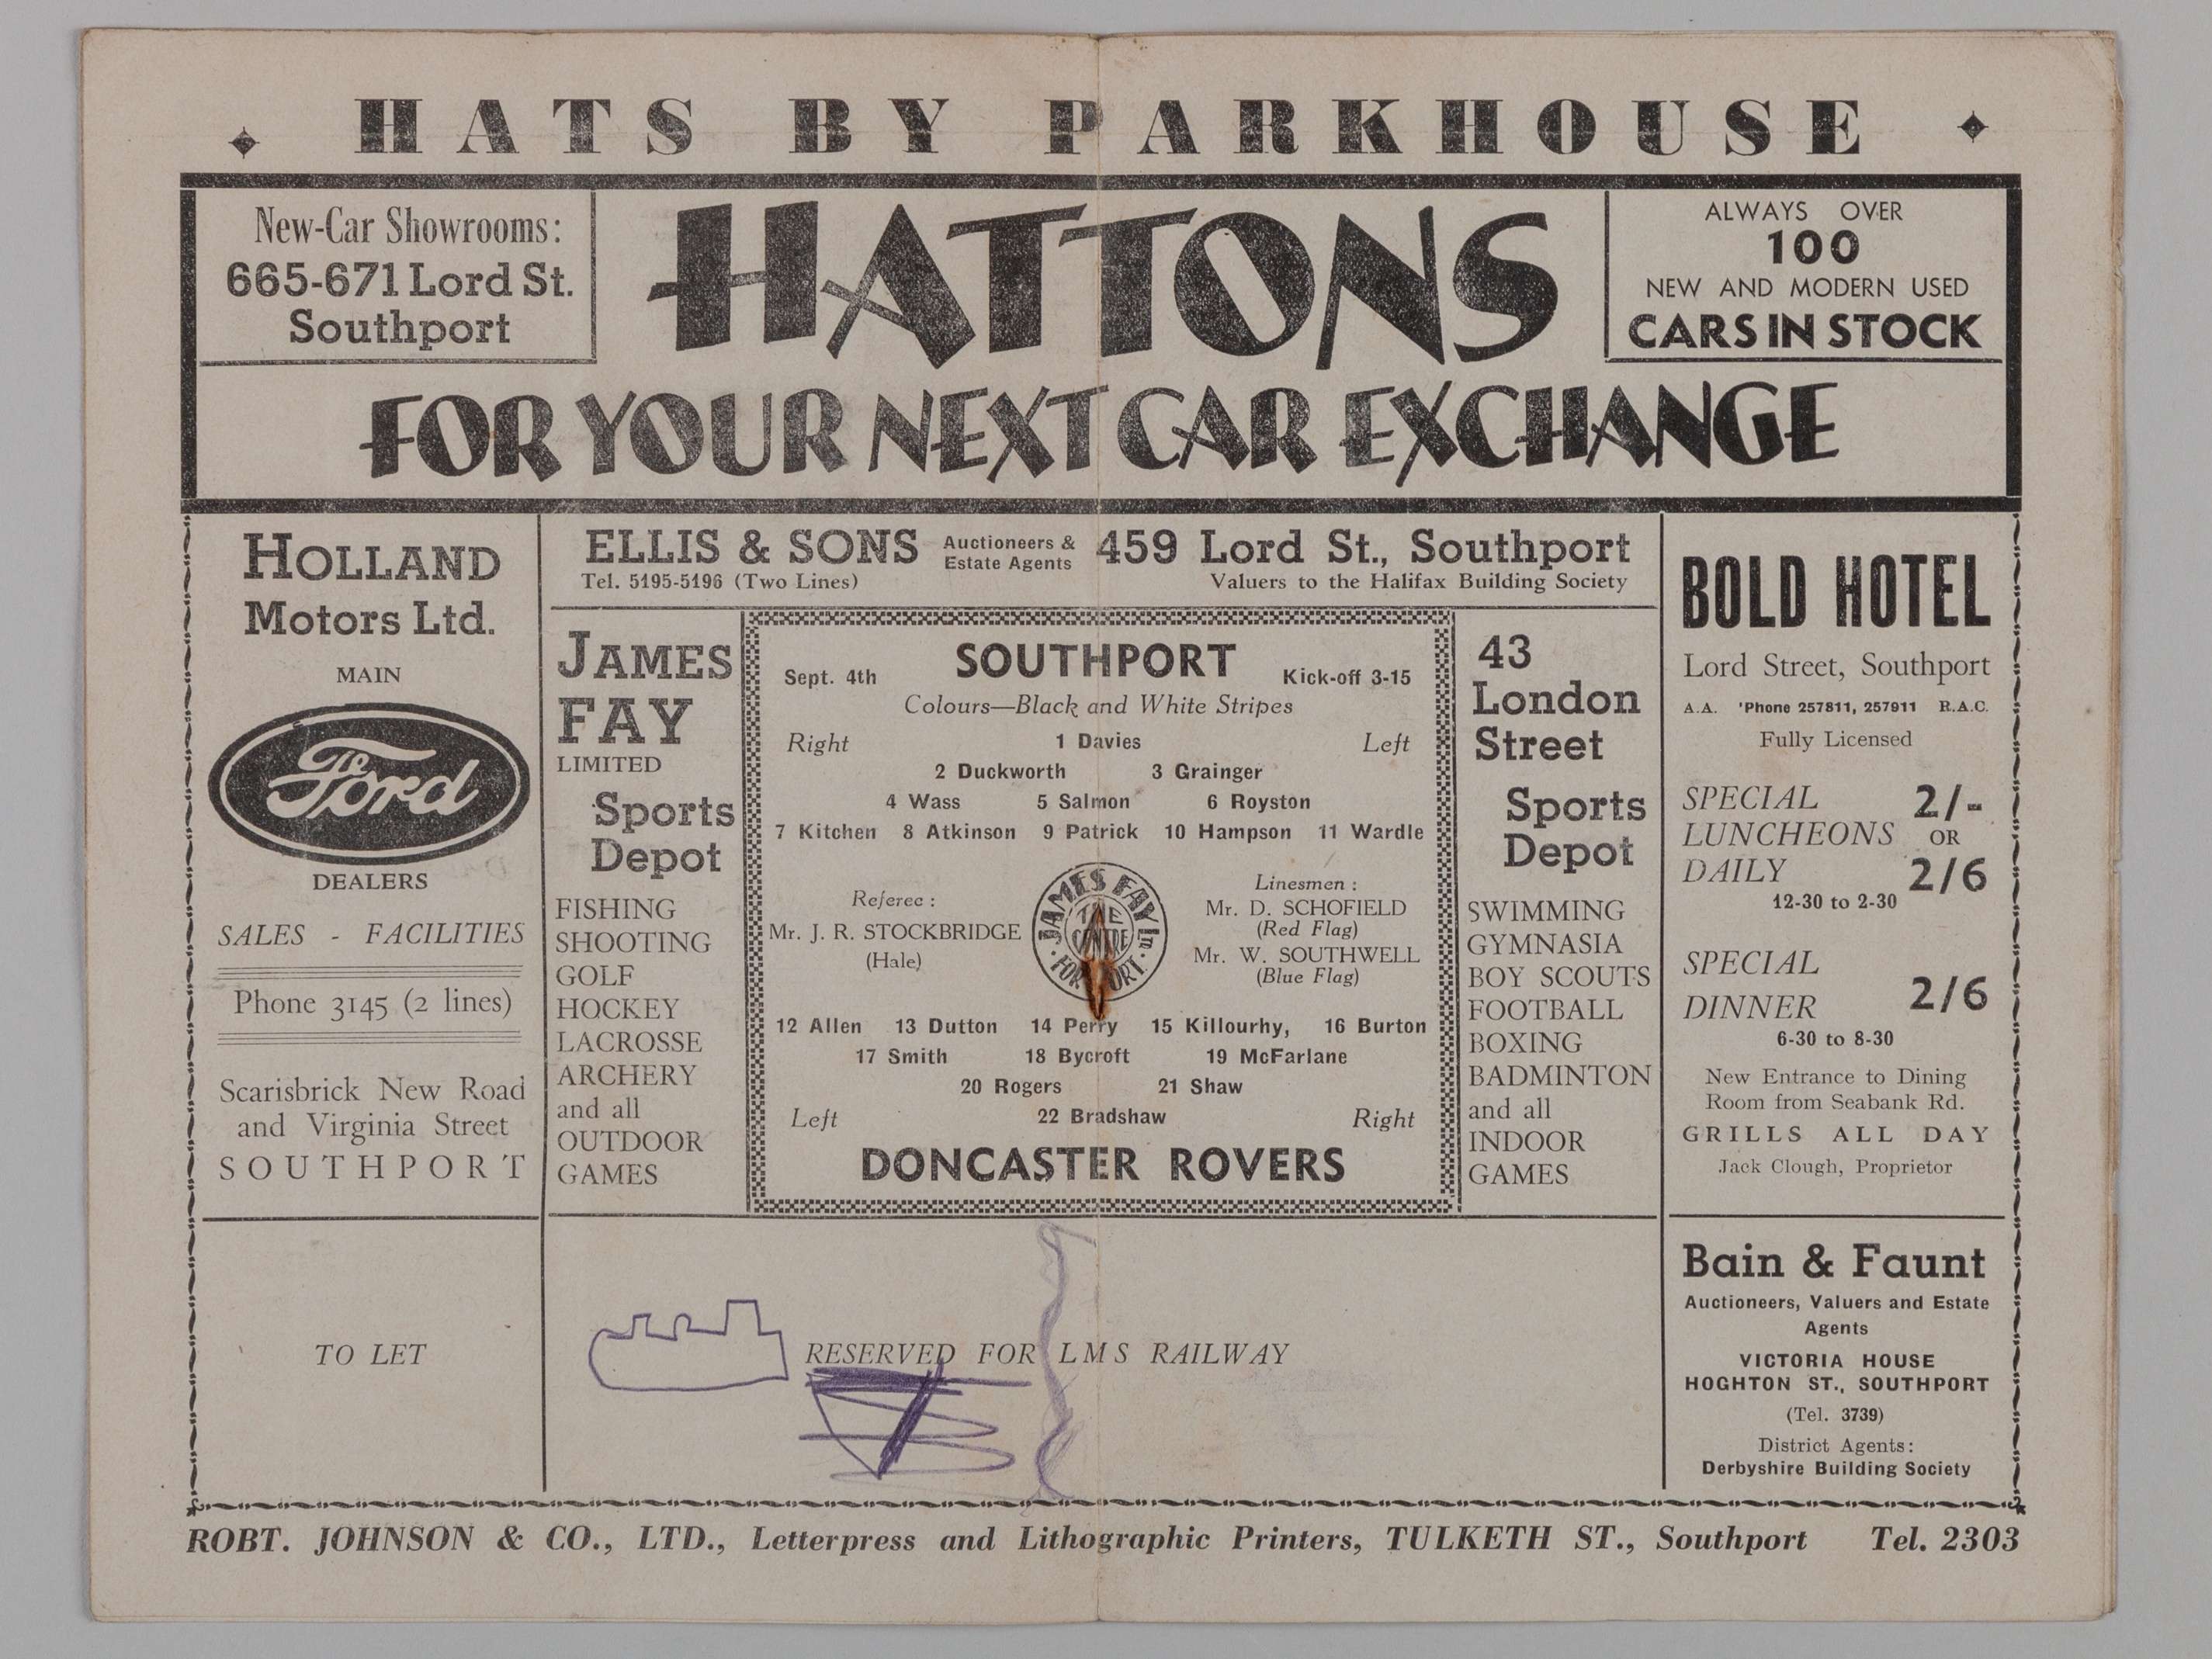 HATS BY PARKHOUSE
New-Car Showrooms:
665-671 Lord St.
Southport
HATTONS
ALWAYS OVER
100
NEW AND MODERN USED
CARS IN STOCK
FOR YOUR NEXT CAR EXCHANGE
HOLLAND
Motors Ltd.
MAIN
Ford
DEALERS
SALES - FACILITIES
Phone 3145 (2 lines)
Scarisbrick New Road
and Virginia Street
SOUTHPORT
TO LET
ELLIS & SONS Auctioneers & Estate Agents 459 Lord St., Southport
Tel. 5195-5196 (Two Lines) Valuers to the Halifax Building Society
JAMES
FAY
LIMITED
Sports
Depot
FISHING
SHOOTING
GOLF
HOCKEY
LACROSSE
ARCHERY
and all
OUTDOOR
GAMES
Sept. 4th SOUTHPORT Kick-off 3-15
Colours—Black and White Stripes
Right 1 Davies Left
2 Duckworth 3 Grainger
4 Wass 5 Salmon 6 Royston
7 Kitchen 8 Atkinson 9 Patrick 10 Hampson 11 Wardle
Referee :
Mr. J. R. STOCKBRIDGE
(Hale)
JAMES FAY Ltd
THE
FOR
Linesmen :
Mr. D. SCHOFIELD
(Red Flag)
Mr. W. SOUTHWELL
(Blue Flag)
12 Allen 13 Dutton 14 Perry 15 Killourhy, 16 Burton
17 Smith 18 Bycroft 19 McFarlane
20 Rogers 21 Shaw
Left 22 Bradshaw Right
DONCASTER ROVERS
43
London
Street
Sports
Depot
SWIMMING
GYMNASIA
BOY SCOUTS
FOOTBALL
BOXING
BADMINTON
and all
INDOOR
GAMES
RESERVED FOR LMS RAILWAY
BOLD HOTEL
Lord Street, Southport
A.A. 'Phone 257811, 257911 R.A.C.
Fully Licensed
SPECIAL 2/-
LUNCHEONS OR
DAILY 2/6
12-30 to 2-30
SPECIAL
DINNER 2/6
6-30 to 8-30
New Entrance to Dining
Room from Seabank Rd.
GRILLS ALL DAY
Jack Clough, Proprietor
Bain & Faunt
Auctioneers, Valuers and Estate
Agents
VICTORIA HOUSE
HOGHTON ST., SOUTHPORT
(Tel. 3739)
District Agents:
Derbyshire Building Society
ROBT. JOHNSON & CO., LTD., Letterpress and Lithographic Printers, TULKETH ST., Southport Tel. 2303